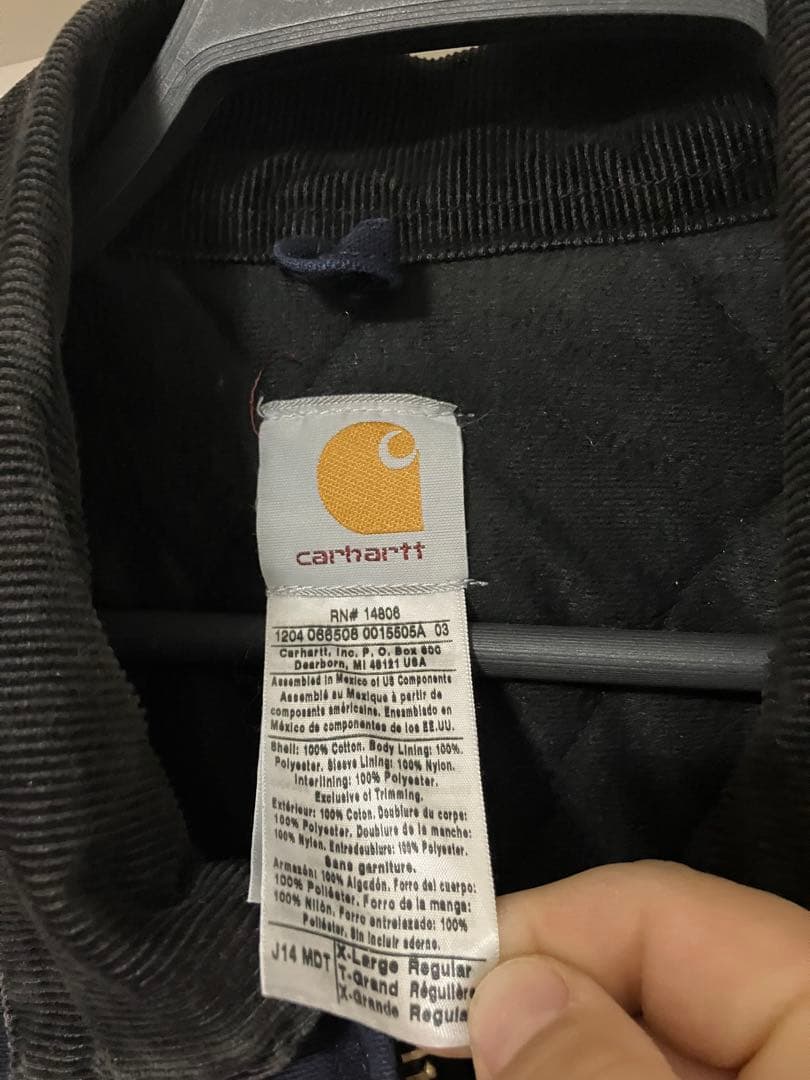 carhartt
RN# 14806
1204 066508 0015505A 03
Carhartt, Inc. P. O. Box 600
Dearborn, MI 48121 USA
Assembled in Mexico of US Components
Assemblé au Mexique à partir de
composants américains. Ensamblado en
México de componentes de los EE.UU.
Shell: 100% Cotton. Body Lining: 100%
Polyester. Sleeve Lining: 100% Nylon.
Interlining: 100% Polyester.
Exclusive of Trimming.
Extérieur: 100% Coton. Doublure du corps:
100% Polyester. Doublure de la manche:
100% Nylon. Entredoublure: 100% Polyester.
Sans garniture.
Armazón: 100% Algodón. Forro del cuerpo:
100% Poliéster. Forro de la manga:
100% Nilón. Forro entrelazado: 100%
Poliéster. Sin incluir adorno.
J14 MDT X-Large Regular
T-Grand Régulière
X-Grande Regula